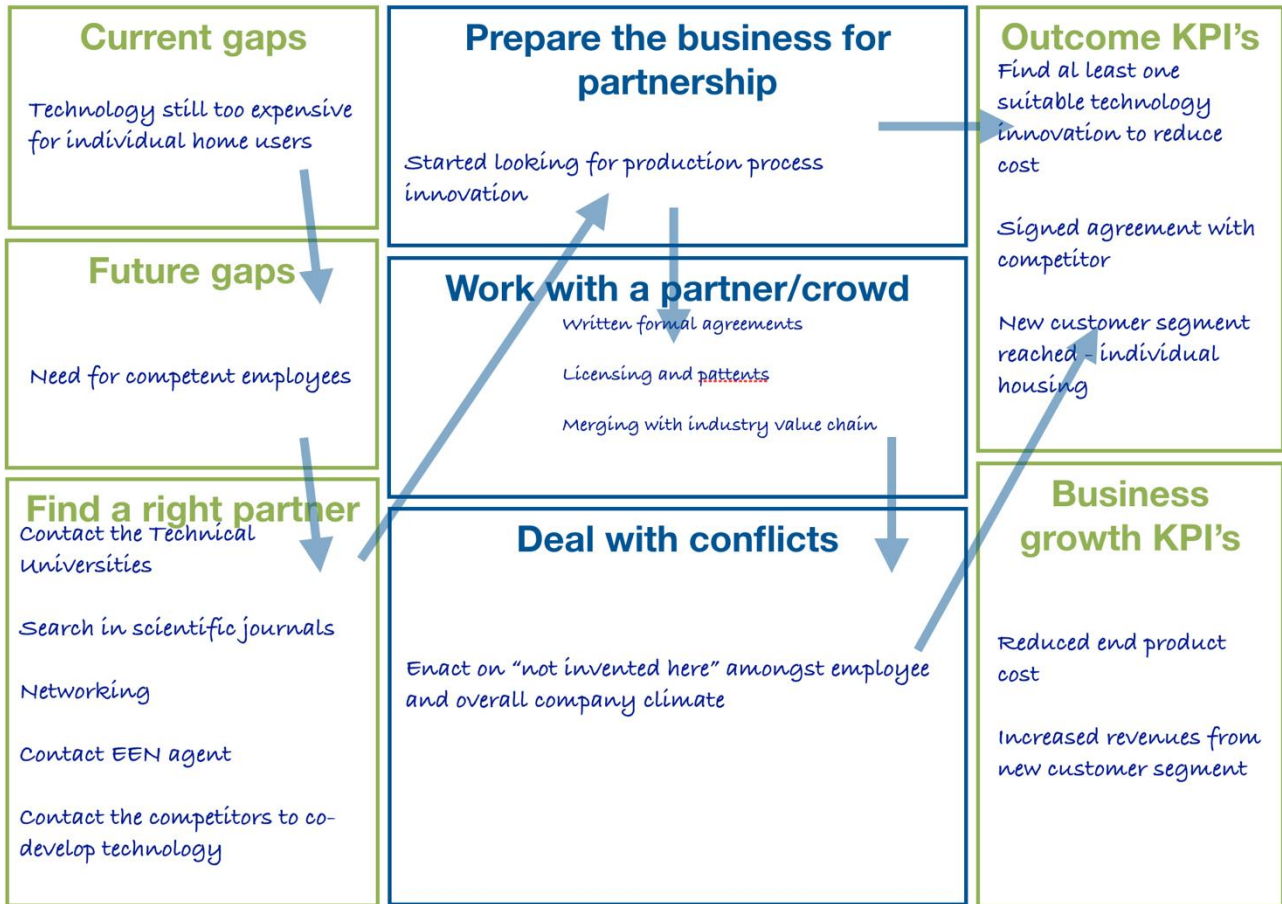 Current gaps
Technology still too expensive
for individual home users
Future gaps
Need for competent employees
Find a right partner
Contact the Technical
Universities
Search in scientific journals
Networking
Contact EEN agent
Contact the competitors to co-
develop technology
Prepare the business for
partnership
Started looking for production process
innovation
Work with a partner/crowd
Written formal agreements
Licensing and pattents
Merging with industry value chain
Deal with conflicts
Enact on “not invented here” amongst employee
and overall company climate
Outcome KPI’s
Find al least one
suitable technology
innovation to reduce
cost
Signed agreement with
competitor
New customer segment
reached - individual
housing
Business
growth KPI’s
Reduced end product
cost
Increased revenues from
new customer segment